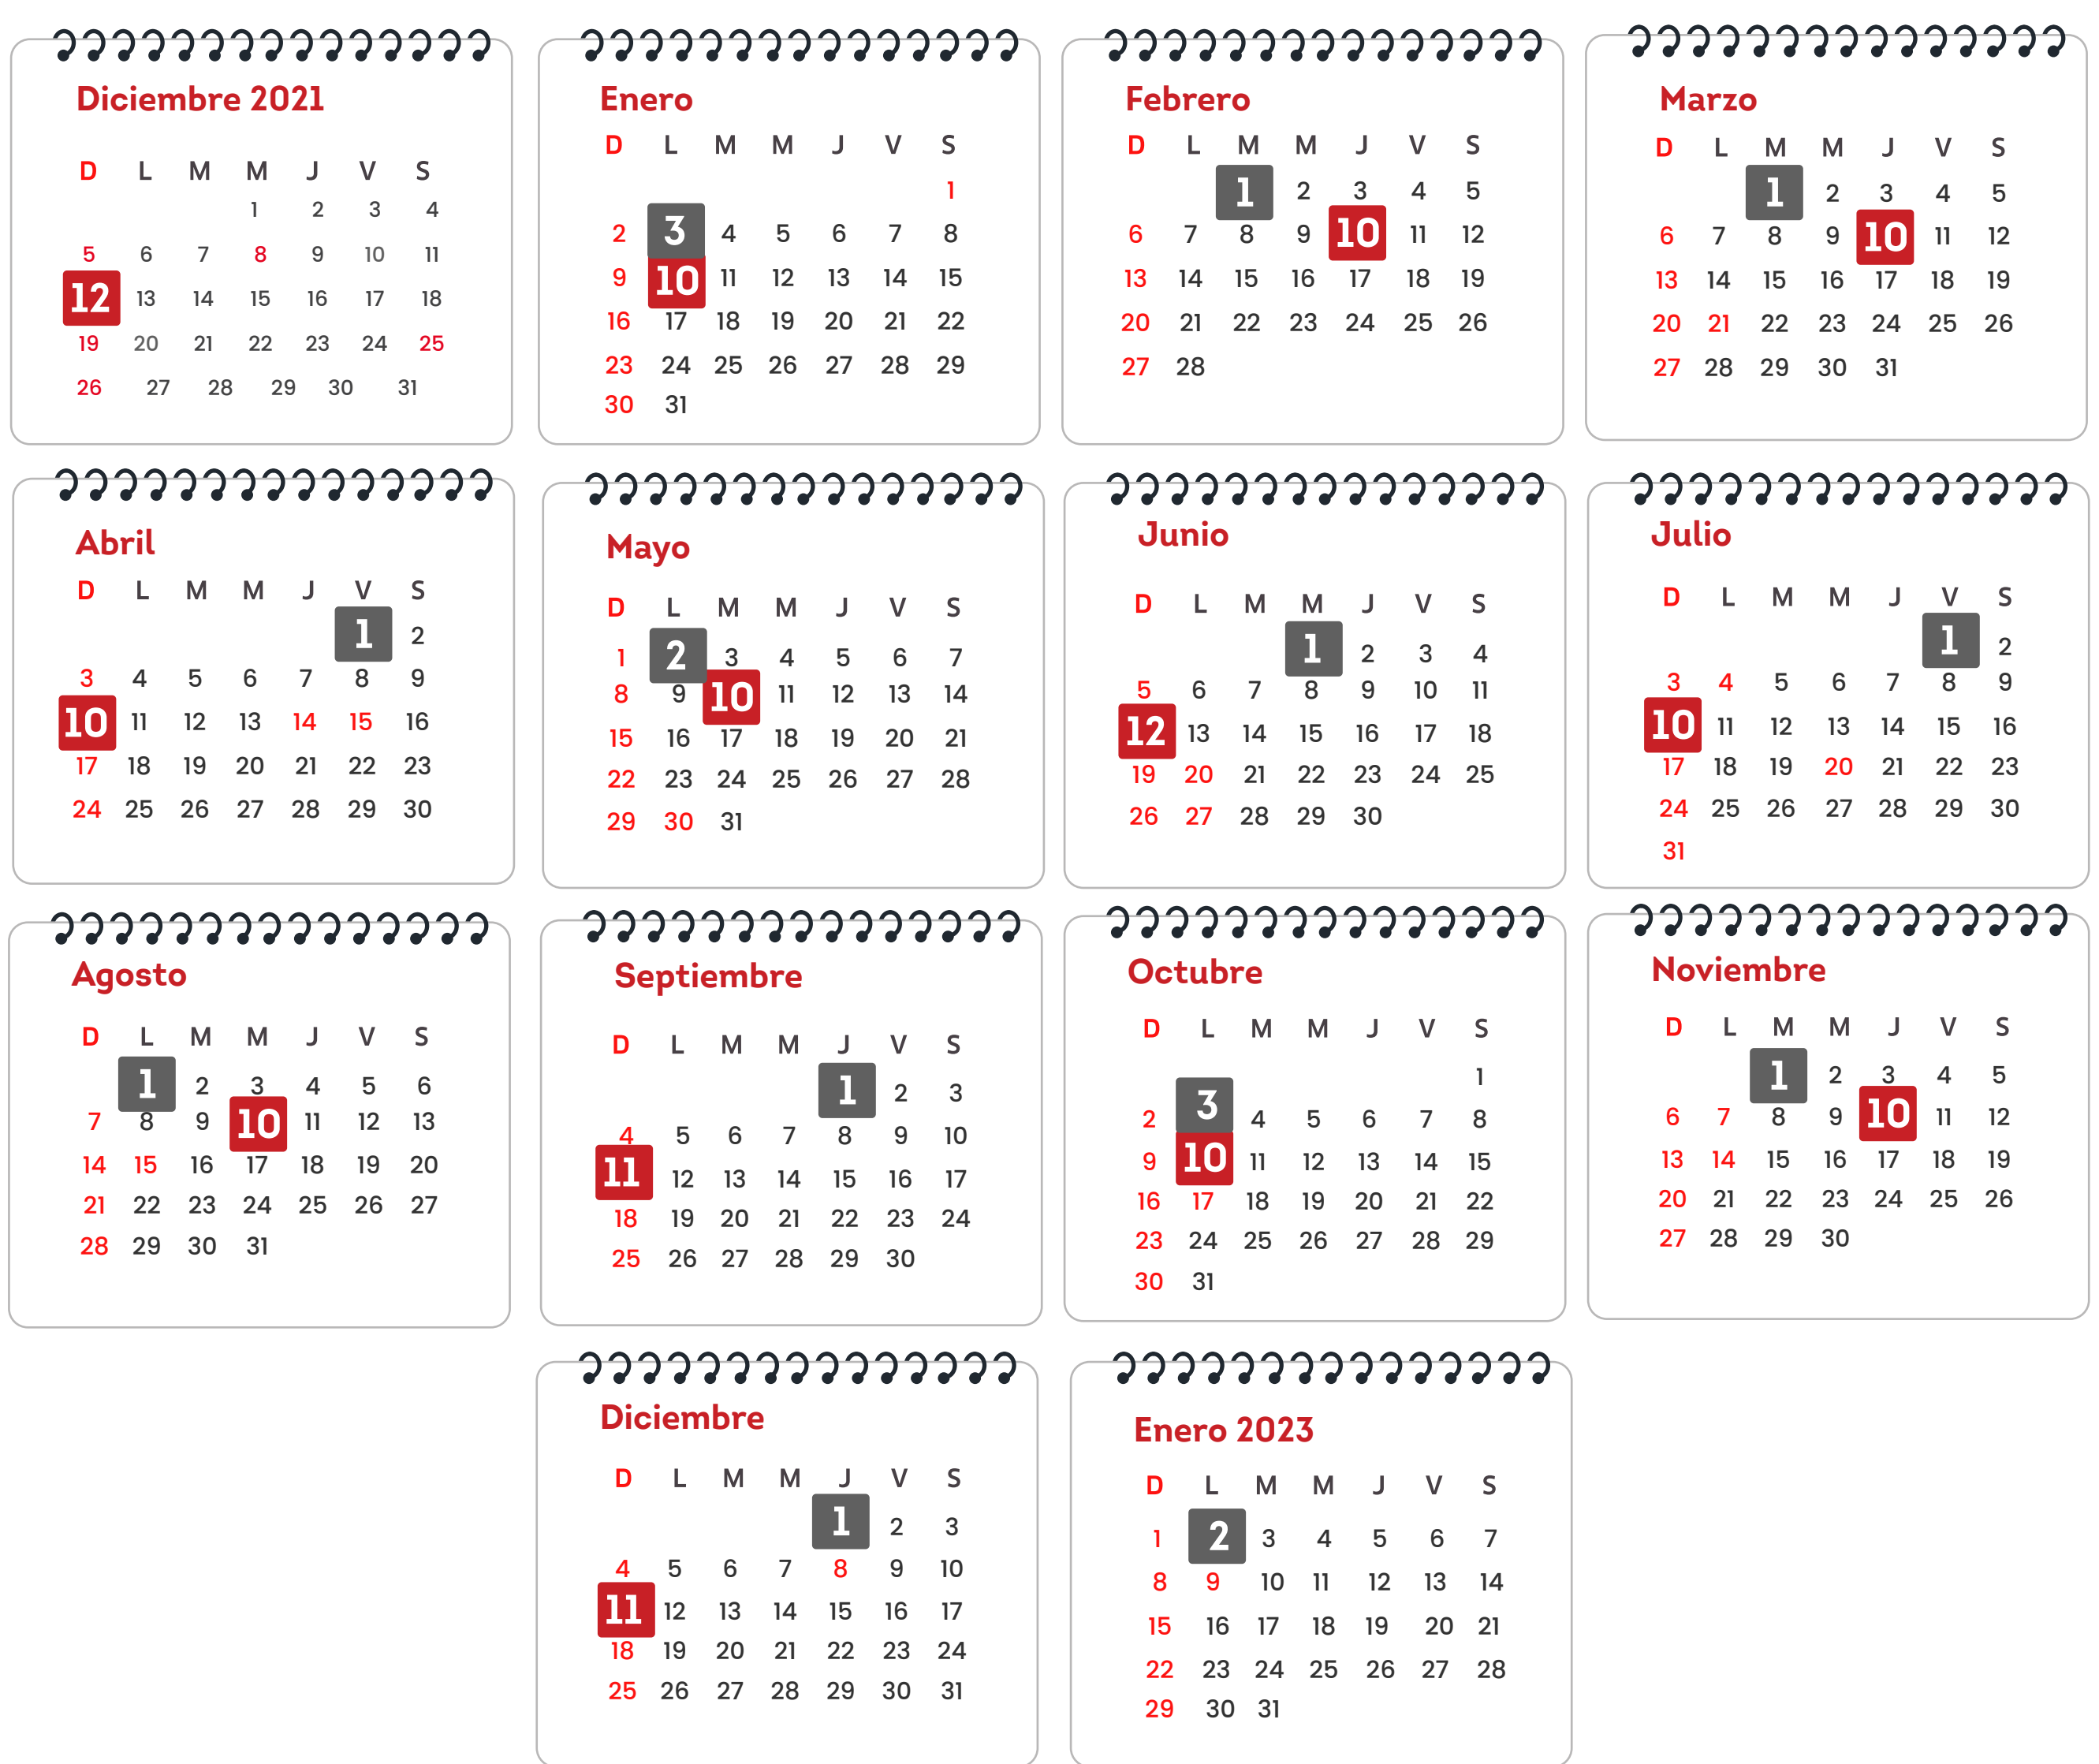 Diciembre 2021
D L M M J V S
1 2 3 4
5 6 7 8 9 10 11
12 13 14 15 16 17 18
19 20 21 22 23 24 25
26 27 28 29 30 31
Enero
D L M M J V S
1
2 3 4 5 6 7 8
9 10 11 12 13 14 15
16 17 18 19 20 21 22
23 24 25 26 27 28 29
30 31
Febrero
D L M M J V S
1 2 3 4 5
6 7 8 9 10 11 12
13 14 15 16 17 18 19
20 21 22 23 24 25 26
27 28
Marzo
D L M M J V S
1 2 3 4 5
6 7 8 9 10 11 12
13 14 15 16 17 18 19
20 21 22 23 24 25 26
27 28 29 30 31
Abril
D L M M J V S
1 2
3 4 5 6 7 8 9
10 11 12 13 14 15 16
17 18 19 20 21 22 23
24 25 26 27 28 29 30
Mayo
D L M M J V S
1 2 3 4 5 6 7
8 9 10 11 12 13 14
15 16 17 18 19 20 21
22 23 24 25 26 27 28
29 30 31
Junio
D L M M J V S
1 2 3 4
5 6 7 8 9 10 11
12 13 14 15 16 17 18
19 20 21 22 23 24 25
26 27 28 29 30
Julio
D L M M J V S
1 2
3 4 5 6 7 8 9
10 11 12 13 14 15 16
17 18 19 20 21 22 23
24 25 26 27 28 29 30
31
Agosto
D L M M J V S
1 2 3 4 5 6
7 8 9 10 11 12 13
14 15 16 17 18 19 20
21 22 23 24 25 26 27
28 29 30 31
Septiembre
D L M M J V S
1 2 3
4 5 6 7 8 9 10
11 12 13 14 15 16 17
18 19 20 21 22 23 24
25 26 27 28 29 30
Octubre
D L M M J V S
1
2 3 4 5 6 7 8
9 10 11 12 13 14 15
16 17 18 19 20 21 22
23 24 25 26 27 28 29
30 31
Noviembre
D L M M J V S
1 2 3 4 5
6 7 8 9 10 11 12
13 14 15 16 17 18 19
20 21 22 23 24 25 26
27 28 29 30
Diciembre
D L M M J V S
1 2 3
4 5 6 7 8 9 10
11 12 13 14 15 16 17
18 19 20 21 22 23 24
25 26 27 28 29 30 31
Enero 2023
D L M M J V S
1 2 3 4 5 6 7
8 9 10 11 12 13 14
15 16 17 18 19 20 21
22 23 24 25 26 27 28
29 30 31